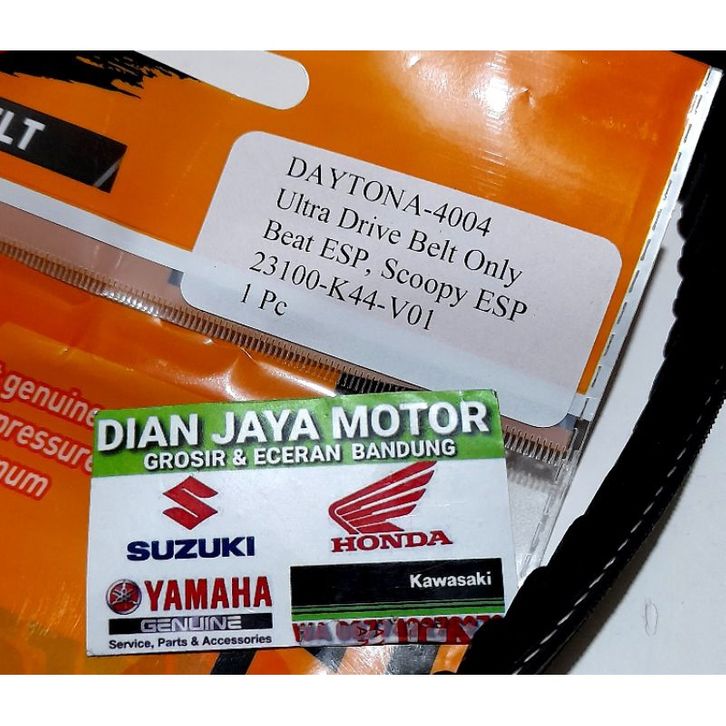 LT
DAYTONA-4004
Ultra Drive Belt Only
Beat ESP, Scoopy ESP
23100-K44-V01
1 Pc
genuine
pressure
num
DIAN JAYA MOTOR
GROSIR & ECERAN BANDUNG
SUZUKI
HONDA
YAMAHA
GENUINE
Service, Parts & Accessories
Kawasaki